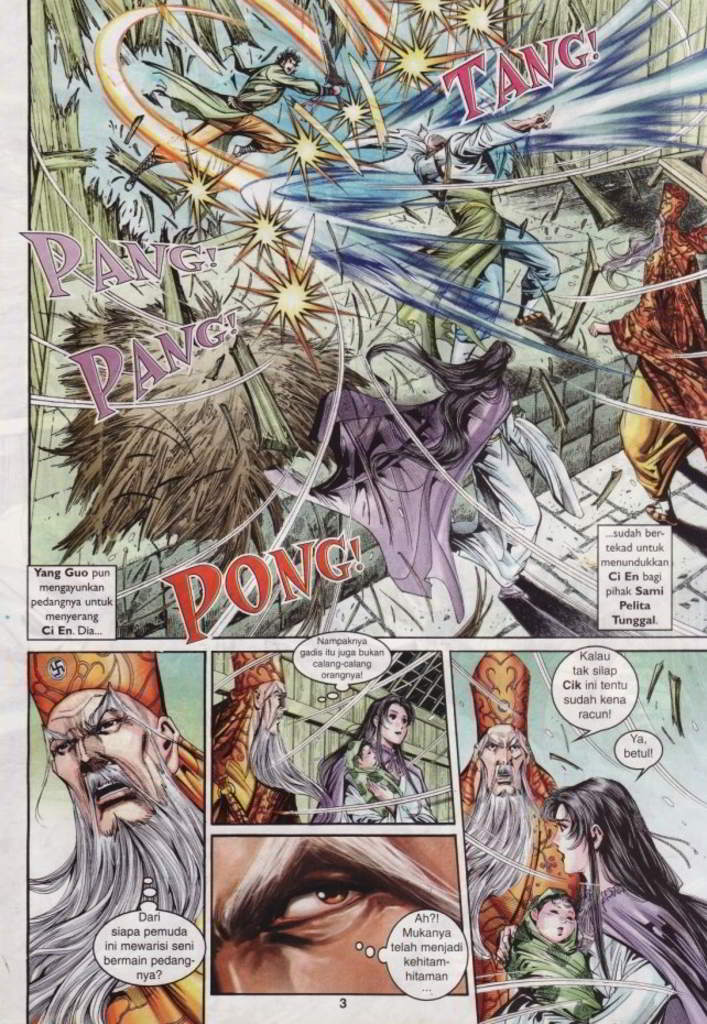 TANG!
PANG!
PANG!
PONG!
Yang Guo pun
mengayunkan
pedangnya untuk
menyerang
Ci En. Dia...
...sudah ber-
tekad untuk
menundukkan
Ci En bagi
pihak Sami
Pelita
Tunggal.
Dari
siapa pemuda
ini mewarisi seni
bermain pedang-
nya?
Nampaknya
gadis itu juga bukan
calang-calang
orangnya!
Ah?!
Mukanya
telah menjadi
kehitam-
hitaman
...
Kalau
tak silap
Cik ini tentu
sudah kena
racun!
Ya,
betul!
3